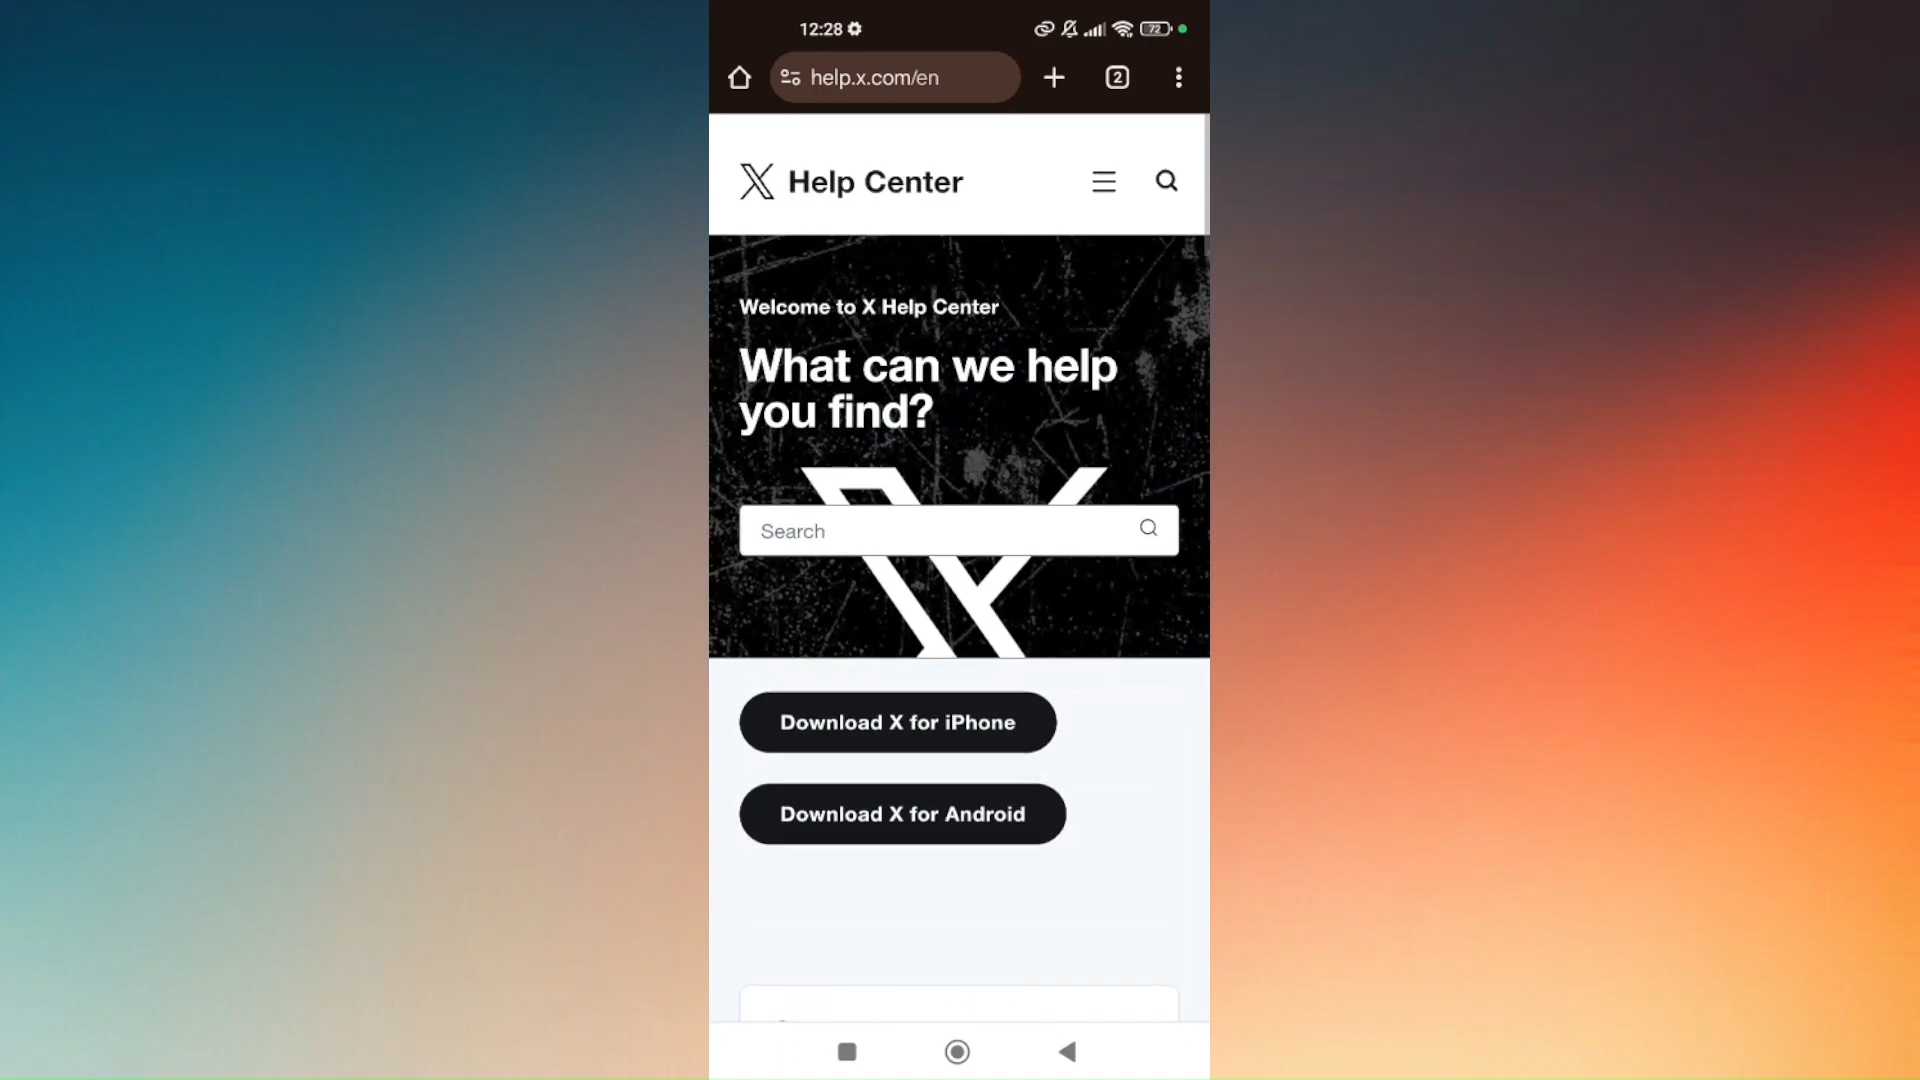 12:28
72
help.x.com/en
2
X Help Center
Welcome to X Help Center
What can we help
you find?
Search
Download X for iPhone
Download X for Android